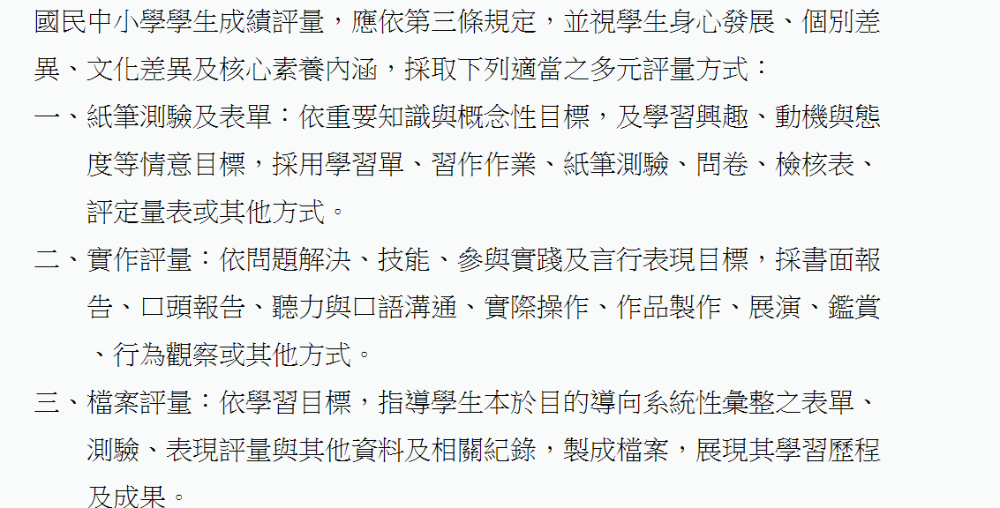 國民中小學學生成績評量，應依第三條規定，並視學生身心發展、個別差
異、文化差異及核心素養內涵，採取下列適當之多元評量方式：
一、紙筆測驗及表單：依重要知識與概念性目標，及學習興趣、動機與態
度等情意目標，採用學習單、習作作業、紙筆測驗、問卷、檢核表、
評定量表或其他方式。
二、實作評量：依問題解決、技能、參與實踐及言行表現目標，採書面報
告、口頭報告、聽力與口語溝通、實際操作、作品製作、展演、鑑賞
、行為觀察或其他方式。
三、檔案評量：依學習目標，指導學生本於目的導向系統性彙整之表單、
測驗、表現評量與其他資料及相關紀錄，製成檔案，展現其學習歷程
及成果。